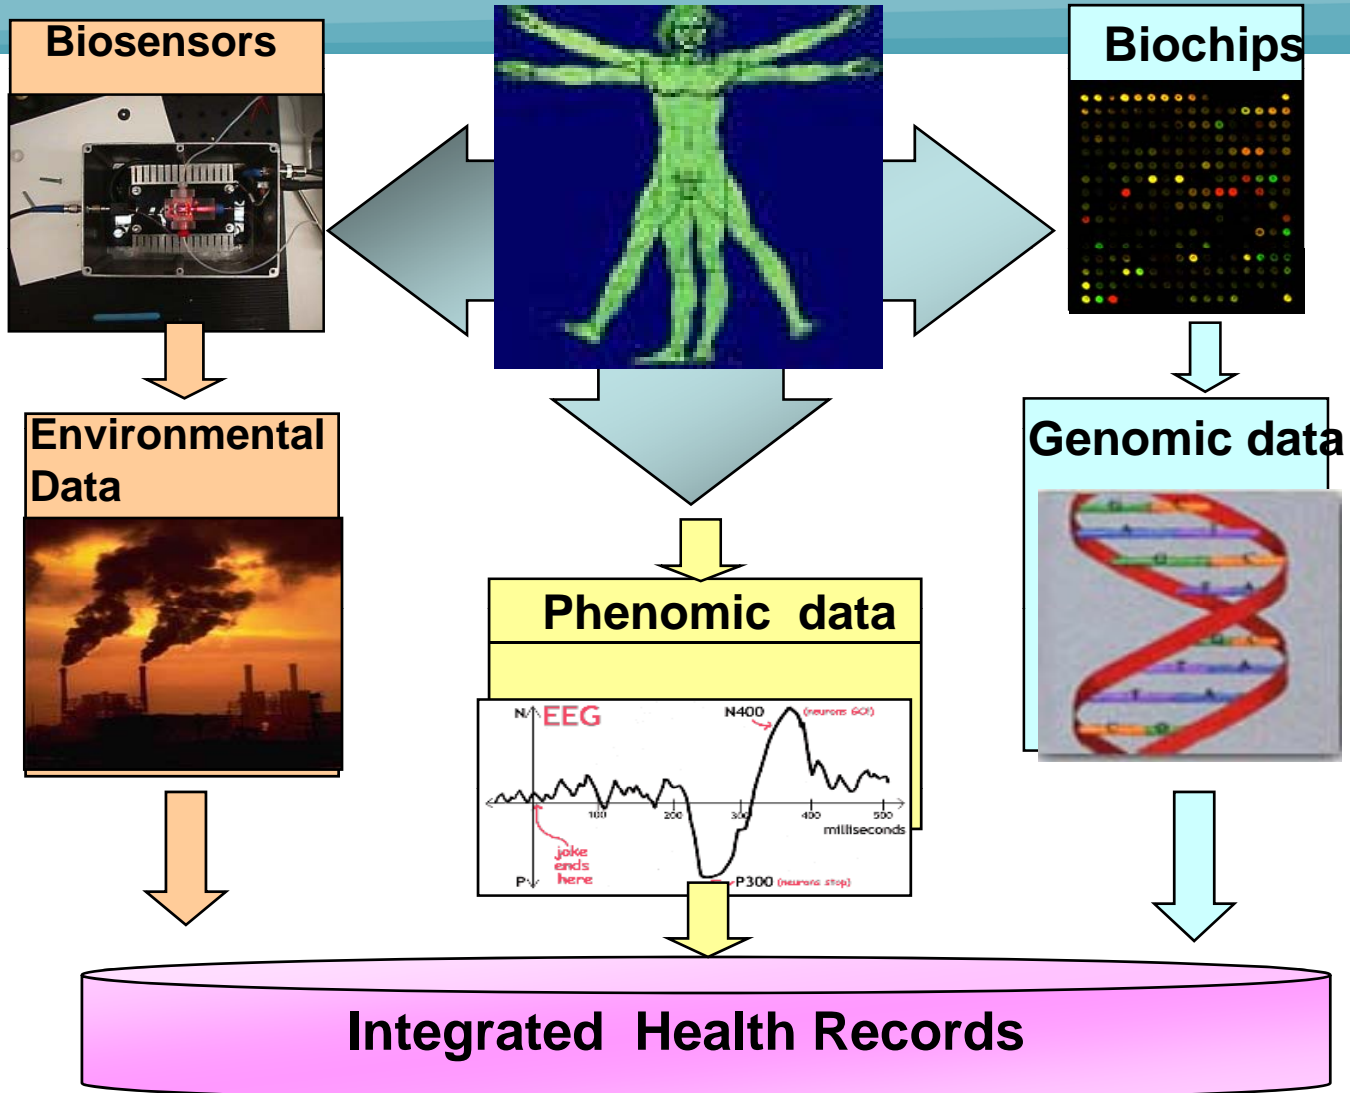 Biosensors
Biochips
Environmental
Data
Genomic data
G C
A T
G C
T A
G C
T A
T A
C G
Phenomic  data
N
EEG
N400
(neurons GO!)
100
200
300
400
500
milliseconds
joke
ends
here
P
P300
(neurons stop)
Integrated  Health Records